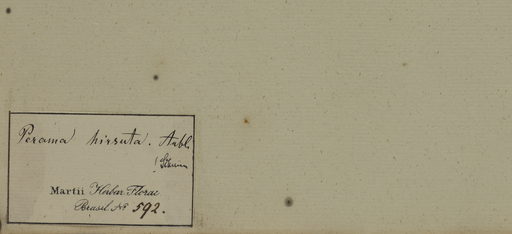 Perama hirsuta. Aubl.
Martii Herbar. Florae
Brasil. No 592.